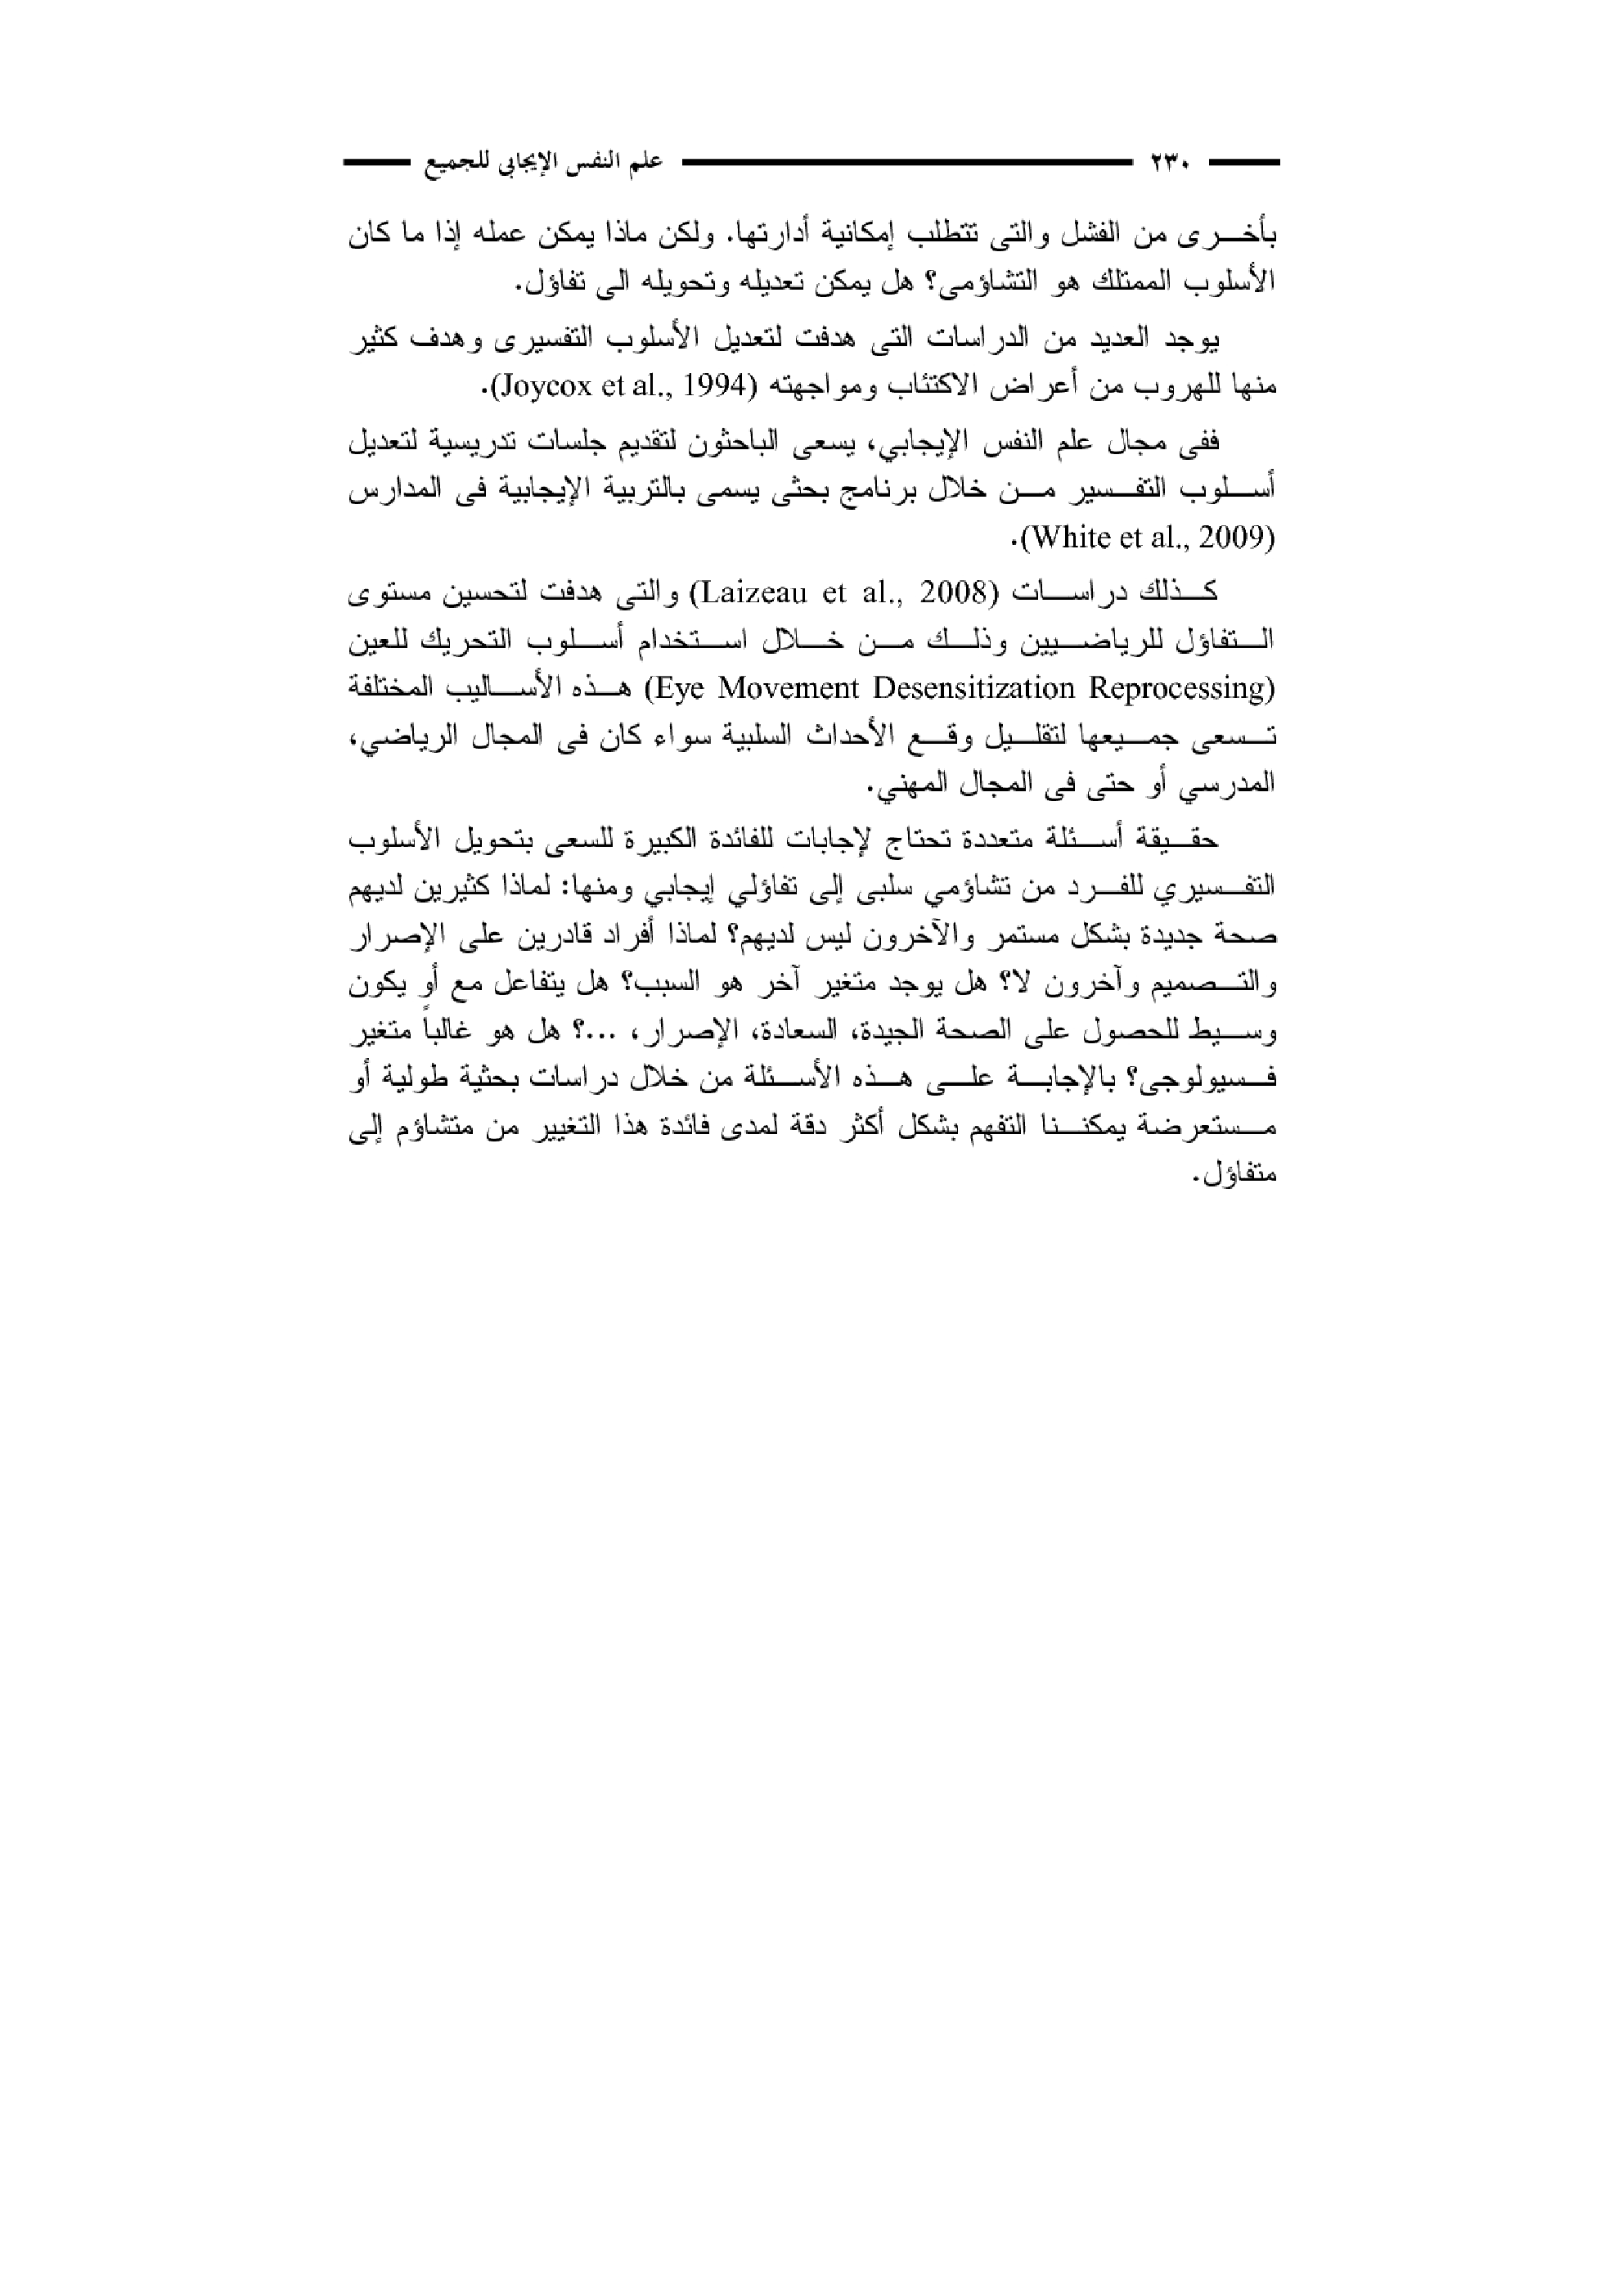 ٢٣٠ علم النفس الإيجابي للجميع
بأخرى من الفشل والتى تتطلب إمكانية أدارتها. ولكن ماذا يمكن عمله إذا ما كان
الأسلوب الممتلك هو التشاؤمى؟ هل يمكن تعديله وتحويله الى تفاؤل.
يوجد العديد من الدراسات التى هدفت لتعديل الأسلوب التفسيرى وهدف كثير
منها للهروب من أعراض الاكتئاب ومواجهته (Joycox et al., 1994).
ففى مجال علم النفس الإيجابي، يسعى الباحثون لتقديم جلسات تدريسية لتعديل
أسلوب التفسير من خلال برنامج بحثى يسمى بالتربية الإيجابية فى المدارس
(White et al., 2009).
كذلك دراسات (Laizeau et al., 2008) والتى هدفت لتحسين مستوى
التفاؤل للرياضيين وذلك من خلال استخدام أسلوب التحريك للعين
(Eye Movement Desensitization Reprocessing) هذه الأساليب المختلفة
تسعى جميعها لتقليل وقع الأحداث السلبية سواء كان فى المجال الرياضي،
المدرسي أو حتى فى المجال المهني.
حقيقة أسئلة متعددة تحتاج لإجابات للفائدة الكبيرة للسعى بتحويل الأسلوب
التفسيري للفرد من تشاؤمي سلبى إلى تفاؤلي إيجابي ومنها: لماذا كثيرين لديهم
صحة جديدة بشكل مستمر والآخرون ليس لديهم؟ لماذا أفراد قادرين على الإصرار
والتصميم وآخرون لا؟ هل يوجد متغير آخر هو السبب؟ هل يتفاعل مع أو يكون
وسيط للحصول على الصحة الجيدة، السعادة، الإصرار، ...؟ هل هو غالباً متغير
فسيولوجى؟ بالإجابة على هذه الأسئلة من خلال دراسات بحثية طولية أو
مستعرضة يمكننا التفهم بشكل أكثر دقة لمدى فائدة هذا التغيير من متشاؤم إلى
متفاؤل.